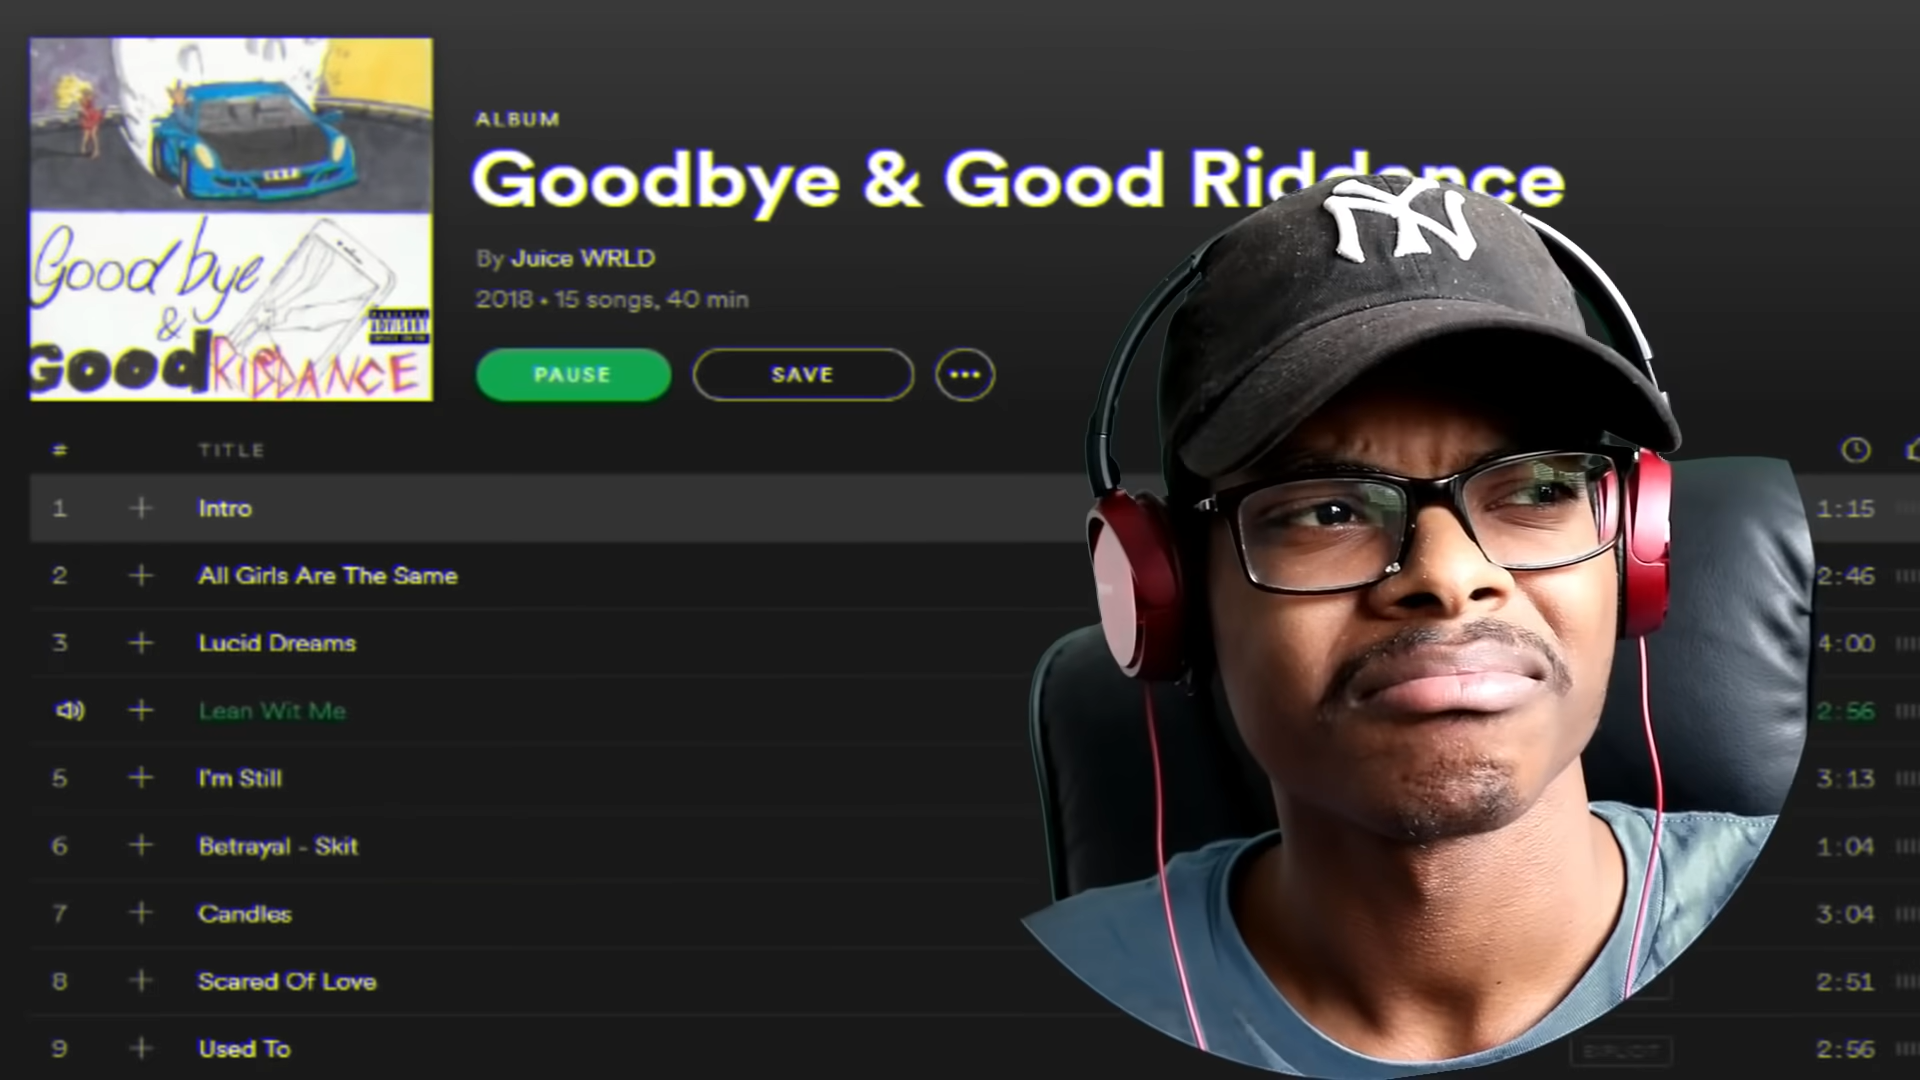 ALBUM
Goodbye & Good Riddance
By Juice WRLD
2018 • 15 songs, 40 min
PAUSE SAVE
Goodbye
&
Good RIDDANCE
PARENTAL
ADVISORY
# TITLE
1 + Intro 1:15
2 + All Girls Are The Same 2:46
3 + Lucid Dreams 4:00
+ Lean Wit Me 2:56
5 + I'm Still 3:13
6 + Betrayal - Skit 1:04
7 + Candles 3:04
8 + Scared Of Love 2:51
9 + Used To EXPLICIT 2:56
NY